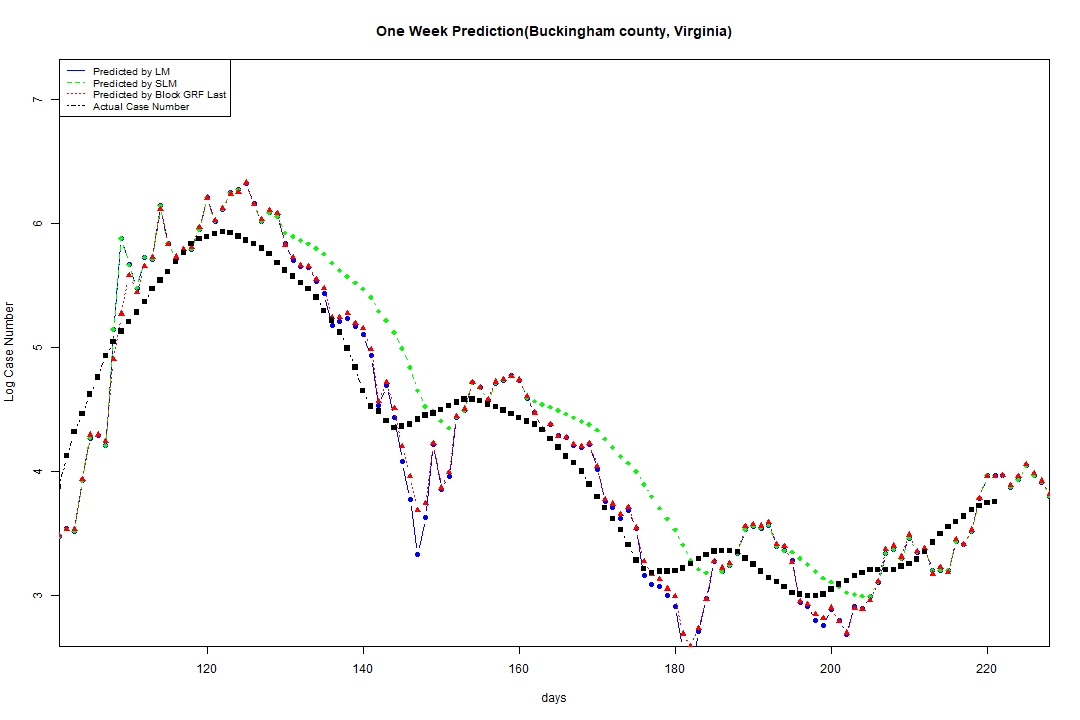 One Week Prediction(Buckingham county, Virginia)
Predicted by LM
Predicted by SLM
Predicted by Block GRF Last
Actual Case Number
7
6
5
4
3
Log Case Number
120 140 160 180 200 220
days